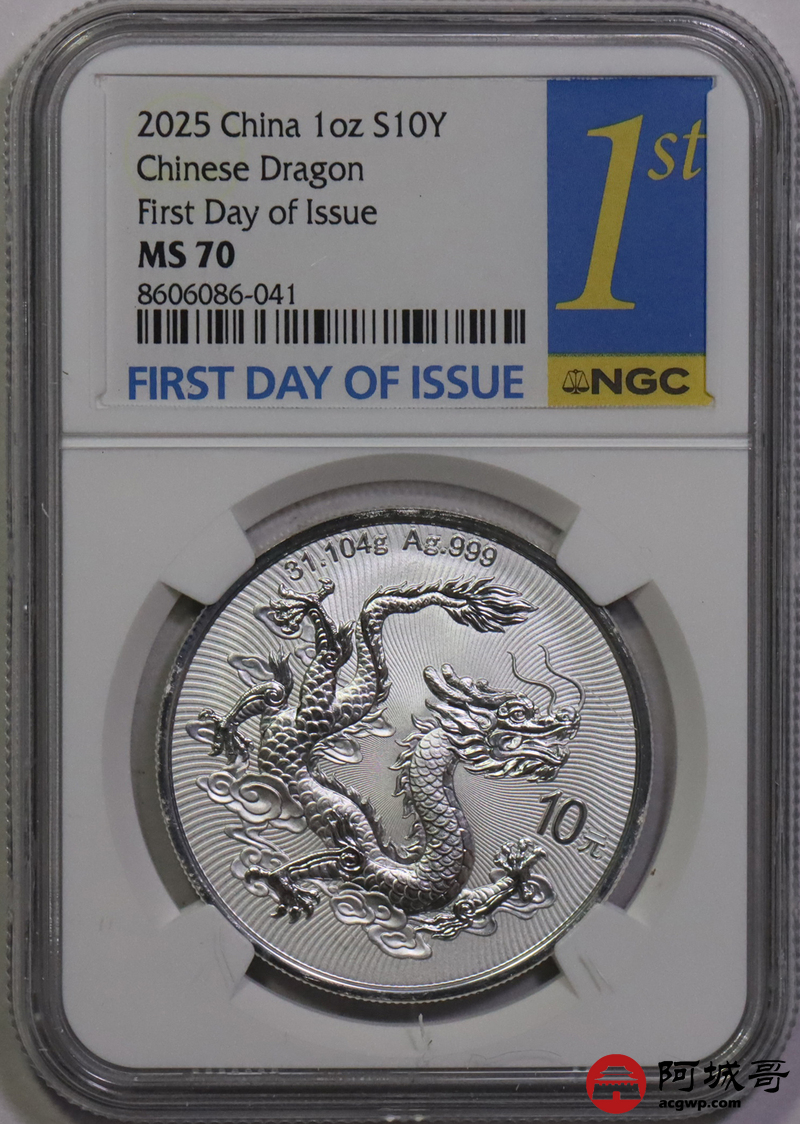 2025 China 1oz S10Y
Chinese Dragon
First Day of Issue
MS 70
8606086-041
FIRST DAY OF ISSUE
1st
NGC
31.104g Ag.999
10元
阿城哥
acgwp.com